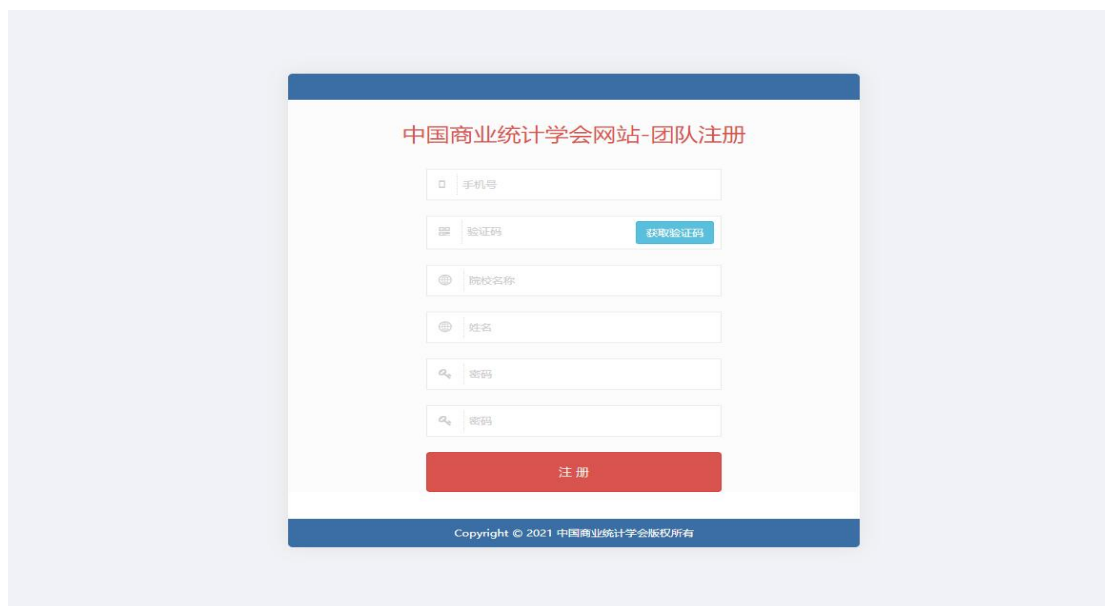 中国商业统计学会网站-团队注册
手机号
验证码 获取验证码
院校名称
姓名
密码
密码
注 册
Copyright © 2021 中国商业统计学会版权所有